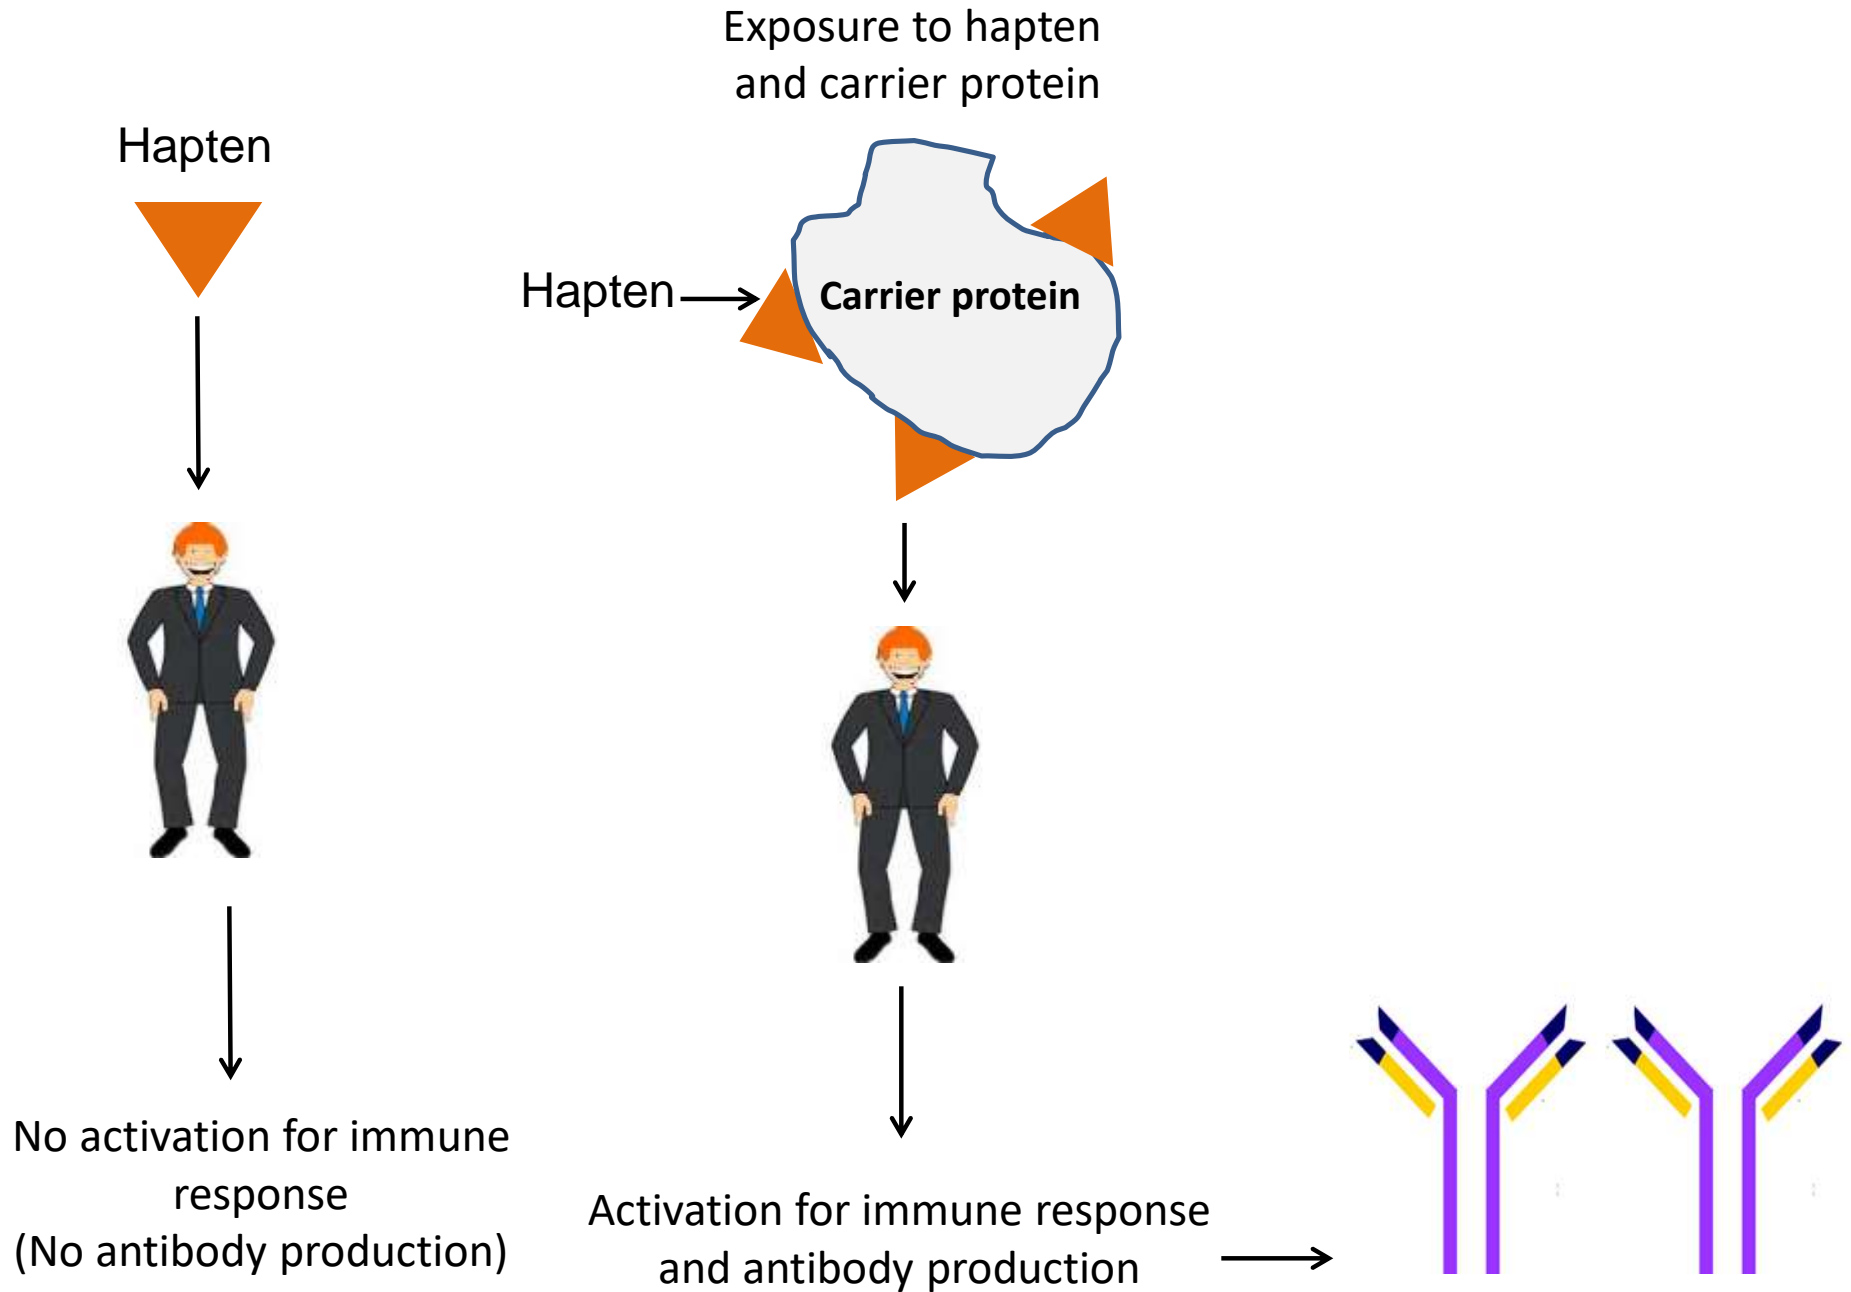 Exposure to hapten
and carrier protein
Hapten
Hapten
Carrier protein
No activation for immune
response
(No antibody production)
Activation for immune response
and antibody production